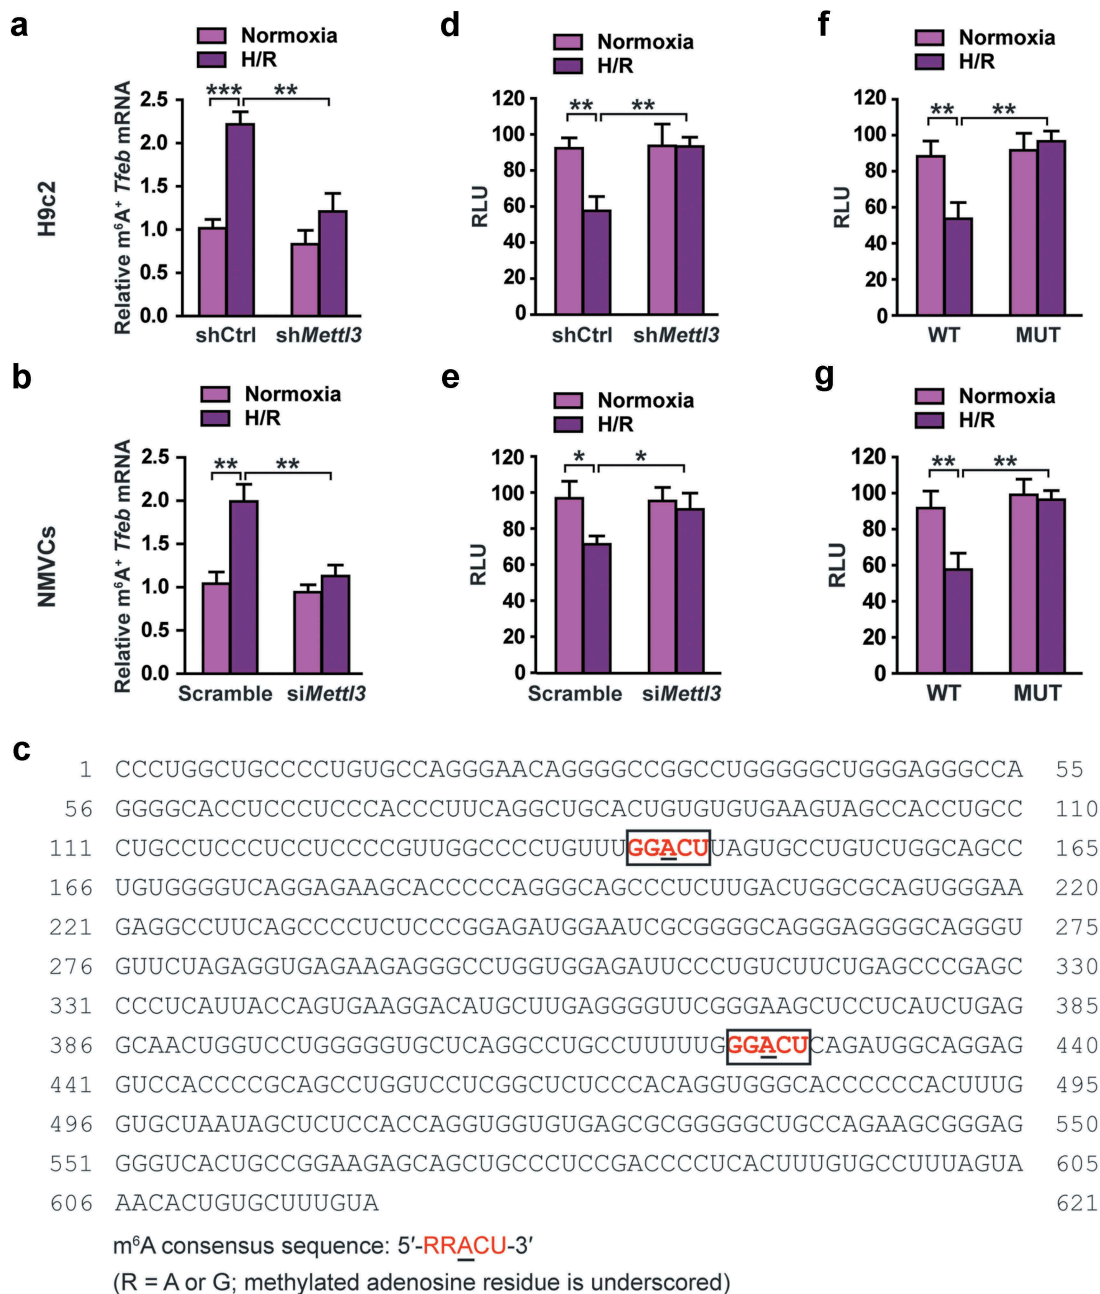 a
Normoxia
H/R
H9c2
Relative m⁶A⁺ Tfeb mRNA
2.5
2.0
1.5
1.0
0.5
0.0
***
**
shCtrl shMettl3
d
Normoxia
H/R
RLU
120
100
80
60
40
20
0
**
**
shCtrl shMettl3
f
Normoxia
H/R
RLU
120
100
80
60
40
20
0
**
**
WT MUT
b
Normoxia
H/R
NMVCs
Relative m⁶A⁺ Tfeb mRNA
2.5
2.0
1.5
1.0
0.5
0.0
**
**
Scramble siMettl3
e
Normoxia
H/R
RLU
120
100
80
60
40
20
0
*
*
Scramble siMettl3
g
Normoxia
H/R
RLU
120
100
80
60
40
20
0
**
**
WT MUT
c
1 CCCUGGCUGCCCCUGUGCCAGGGAACAGGGGCCGGCCUGGGGGCUGGGAGGGCCA 55
56 GGGGCACCUCCCUCCCACCCUUCAGGCUGCACUGUGUGUGAAGUAGCCACCUGCC 110
111 CUGCCUCCCUCCUCCCCGUUGGCCCCUGUUUGGACUUAGUGCCUGUCUGGCAGCC 165
166 UGUGGGGUCAGGAGAAGCACCCCCAGGGCAGCCCUCUUGACUGGCGCAGUGGGAA 220
221 GAGGCCUUCAGCCCCUCUCCCGGAGAUGGAAUCGCGGGGCAGGGAGGGGCAGGGU 275
276 GUUCUAGAGGUGAGAAGAGGGCCUGGUGGAGAUUCCCUGUCUUCUGAGCCCGAGC 330
331 CCCUCAUUACCAGUGAAGGACAUGCUUGAGGGGUUCGGGAAGCUCCUCAUCUGAG 385
386 GCAACUGGUCCUGGGGGUGCUCAGGCCUGCCUUUUUGGGACUCAGAUGGCAGGAG 440
441 GUCCACCCCGCAGCCUGGUCCUCGGCUCUCCCACAGGUGGGCACCCCCCACUUUG 495
496 GUGCUAAUAGCUCUCCACCAGGUGGUGUGAGCGCGGGGGCUGCCAGAAGCGGGAG 550
551 GGGUCACUGCCGGAAGAGCAGCUGCCCUCCGACCCCUCACUUUGUGCCUUUAGUA 605
606 AACACUGUGCUUUGUA 621
m⁶A consensus sequence: 5′-RRACU-3′
(R = A or G; methylated adenosine residue is underscored)